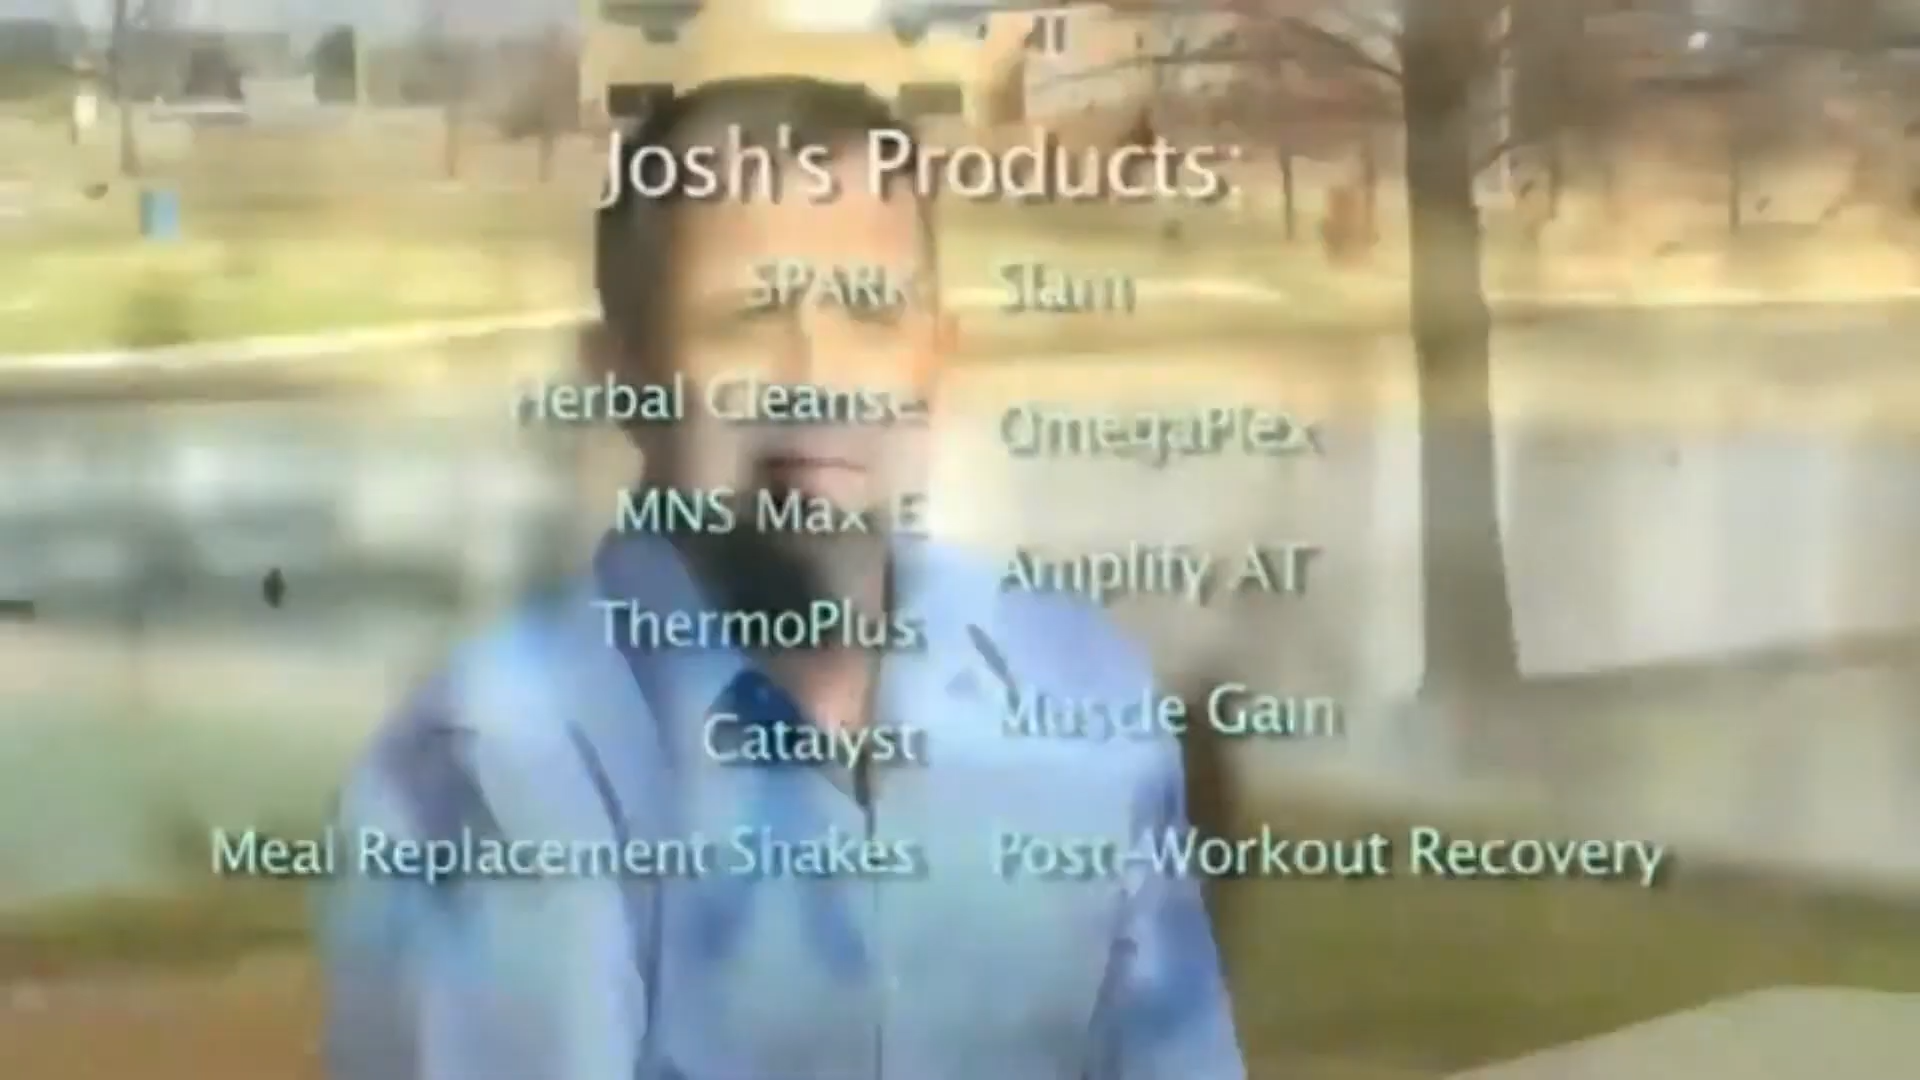 Josh's Products:
SPARK
Herbal Cleanse
MNS Max E
ThermoPlus
Catalyst
Meal Replacement Shakes
Slam
OmegaPlex
Amplify AT
Muscle Gain
Post-Workout Recovery